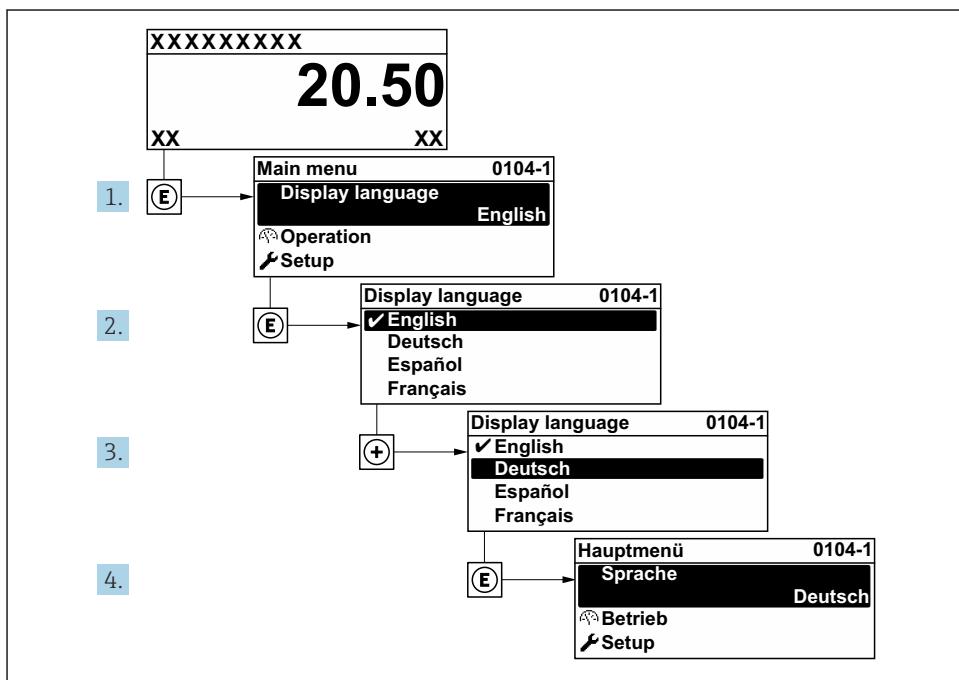 XXXXXXXXX
20.50
XX XX
1. E
Main menu 0104-1
Display language
English
Operation
Setup
2. E
Display language 0104-1
✔English
Deutsch
Español
Français
3. +
Display language 0104-1
✔English
Deutsch
Español
Français
4. E
Hauptmenü 0104-1
Sprache
Deutsch
Betrieb
Setup